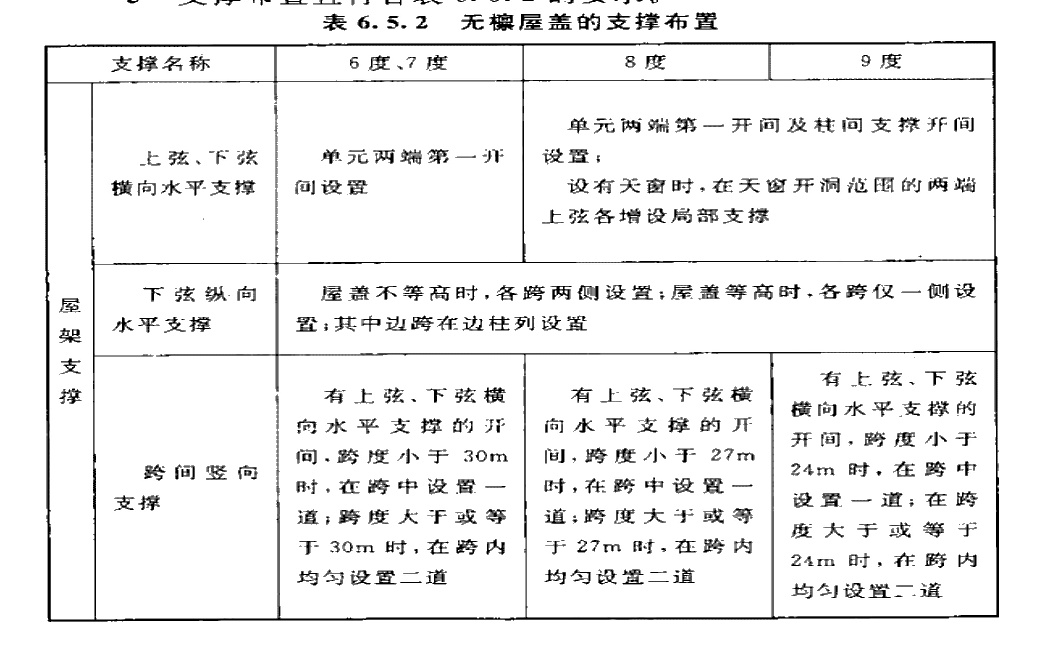 表 6.5.2 无檩屋盖的支撑布置
支撑名称
6度、7度
8度
9度
屋
架
支
撑
上弦、下弦
横向水平支撑
单元两端第一开
间设置
单元两端第一开间及柱间支撑开间
设置；
设有天窗时，在天窗开洞范围的两端
上弦各增设局部支撑
下弦纵向
水平支撑
屋盖不等高时，各跨两侧设置；屋盖等高时，各跨仅一侧设
置；其中边跨在边柱列设置
跨间竖向
支撑
有上弦、下弦横
向水平支撑的开
间，跨度小于 30m
时，在跨中设置一
道；跨度大于或等
于 30m 时，在跨内
均匀设置二道
有上弦、下弦横
向水平支撑的开
间，跨度小于 27m
时，在跨中设置一
道；跨度大于或等
于 27m 时，在跨内
均匀设置二道
有上弦、下弦
横向水平支撑的
开间，跨度小于
24m 时，在跨中
设置一道；在跨
度大于或等于
24m 时，在跨内
均匀设置二道